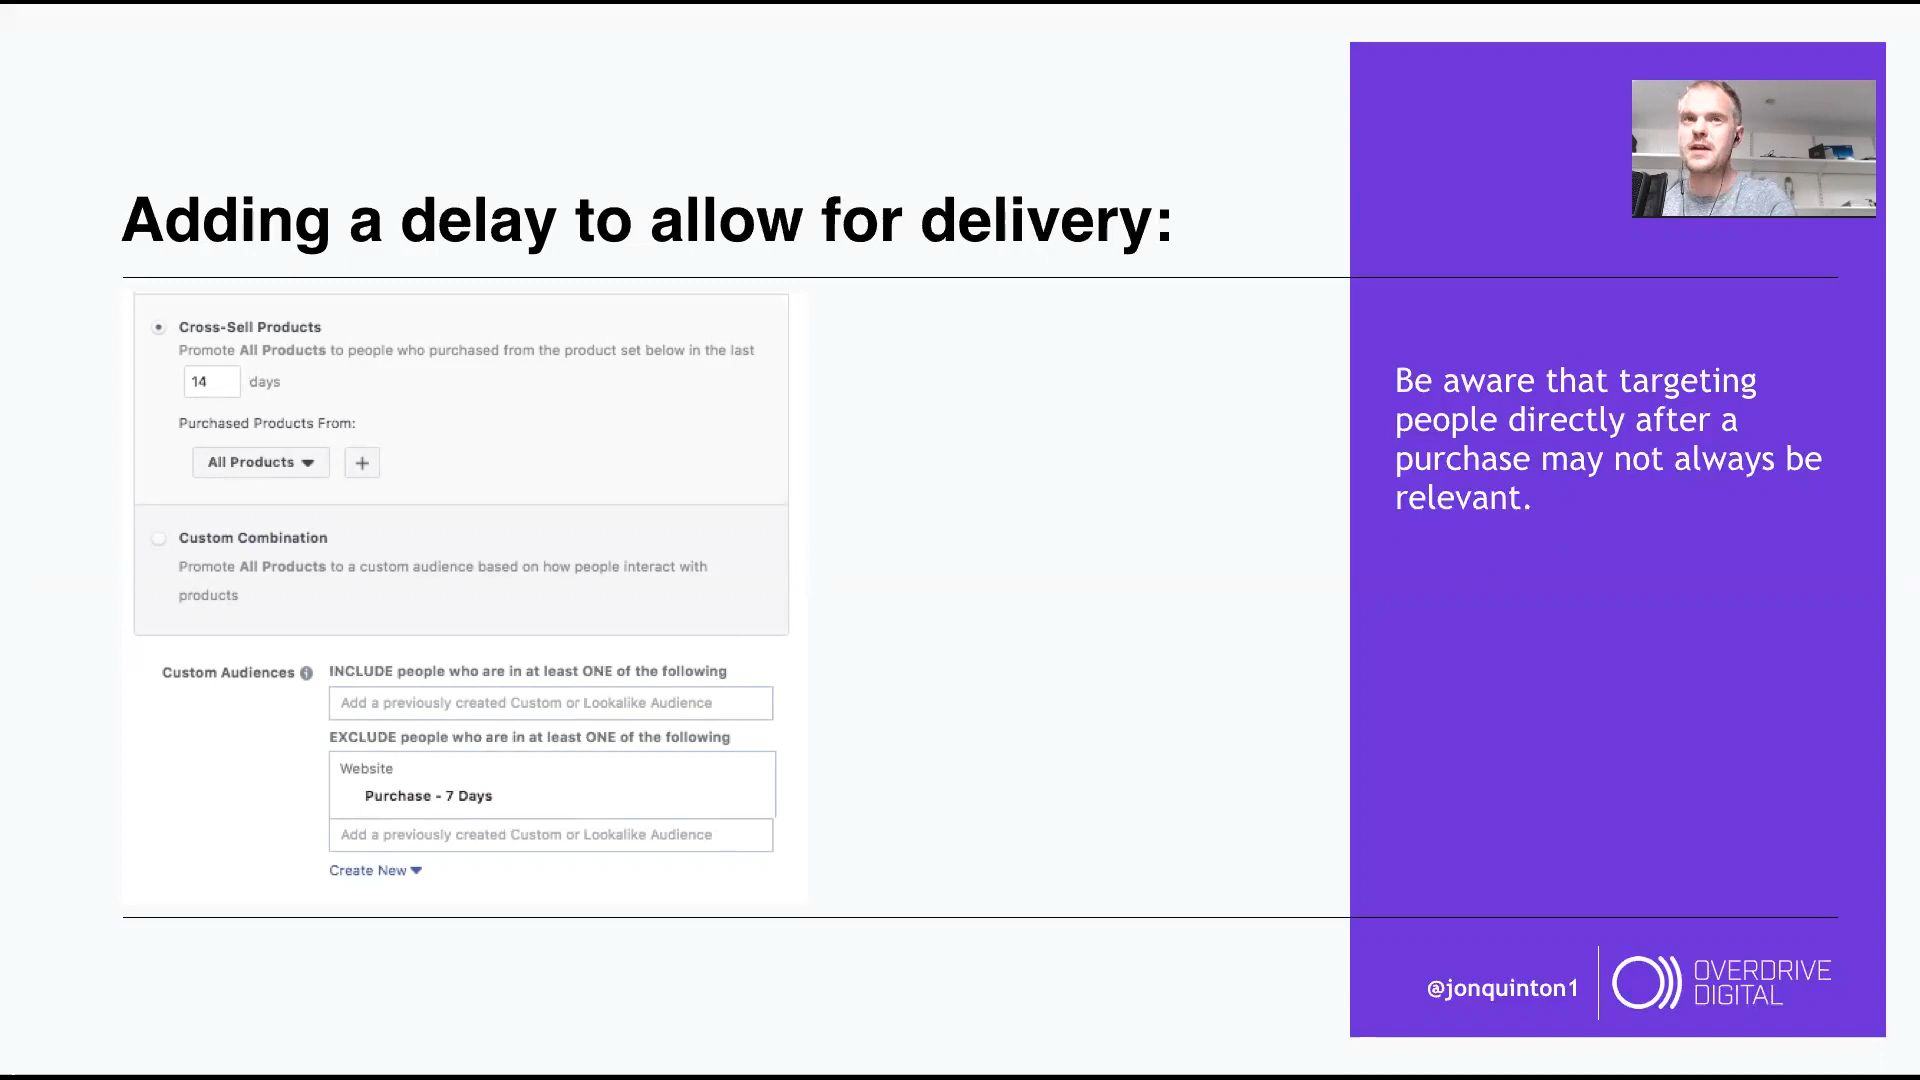 Adding a delay to allow for delivery:
Cross-Sell Products
Promote All Products to people who purchased from the product set below in the last
14 days
Purchased Products From:
All Products
+
Custom Combination
Promote All Products to a custom audience based on how people interact with
products
Custom Audiences
INCLUDE people who are in at least ONE of the following
Add a previously created Custom or Lookalike Audience
EXCLUDE people who are in at least ONE of the following
Website
Purchase - 7 Days
Add a previously created Custom or Lookalike Audience
Create New
Be aware that targeting
people directly after a
purchase may not always be
relevant.
@jonquinton1
OVERDRIVE
DIGITAL